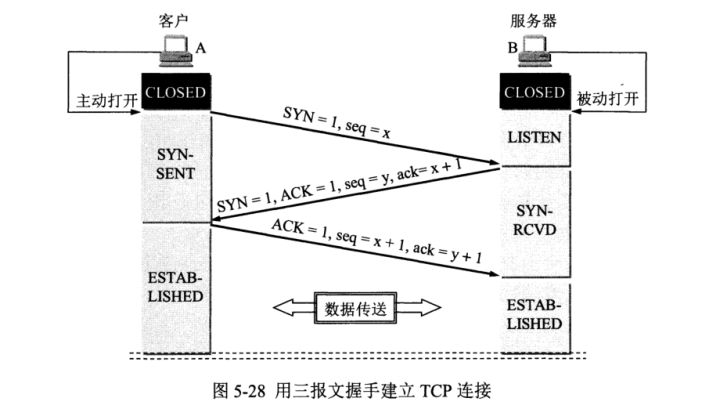 客户
服务器
A
B
CLOSED
CLOSED
主动打开
被动打开
SYN = 1, seq = x
LISTEN
SYN-
SENT
SYN = 1, ACK = 1, seq = y, ack= x + 1
SYN-
RCVD
ACK = 1, seq = x + 1, ack = y + 1
ESTAB-
LISHED
数据传送
ESTAB-
LISHED
图 5-28 用三报文握手建立 TCP 连接